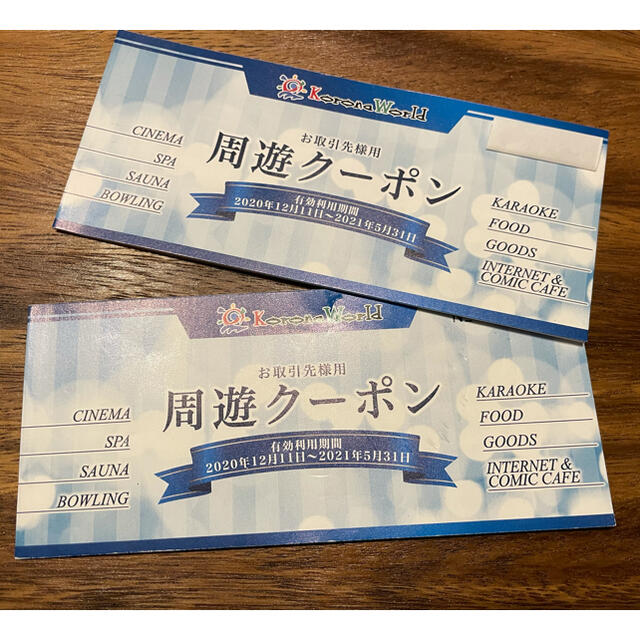 KoronaWorld
お取引先様用
周遊クーポン
有効利用期間
2020年12月11日〜2021年5月31日
CINEMA
SPA
SAUNA
BOWLING
KARAOKE
FOOD
GOODS
INTERNET &
COMIC CAFE
KoronaWorld
お取引先様用
周遊クーポン
有効利用期間
2020年12月11日〜2021年5月31日
CINEMA
SPA
SAUNA
BOWLING
KARAOKE
FOOD
GOODS
INTERNET &
COMIC CAFE